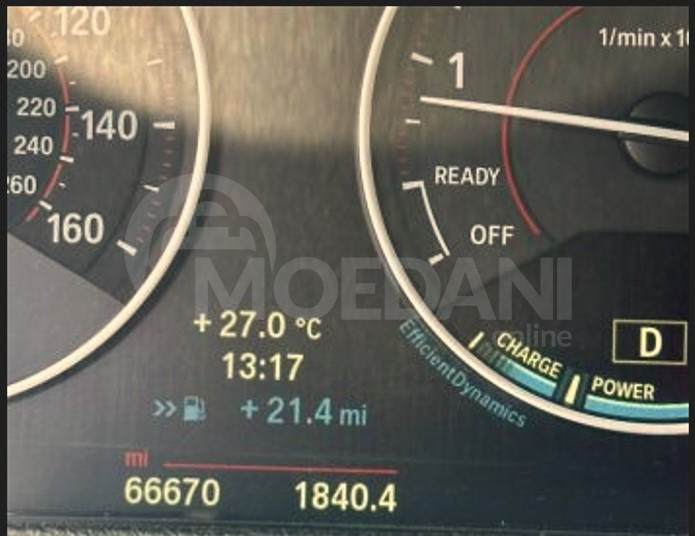 120
200
220
140
240
260
160
1/min x 10
1
READY
OFF
MOEDANI
online
+ 27.0 °C
13:17
+ 21.4 mi
EfficientDynamics
CHARGE
POWER
D
mi
66670 1840.4